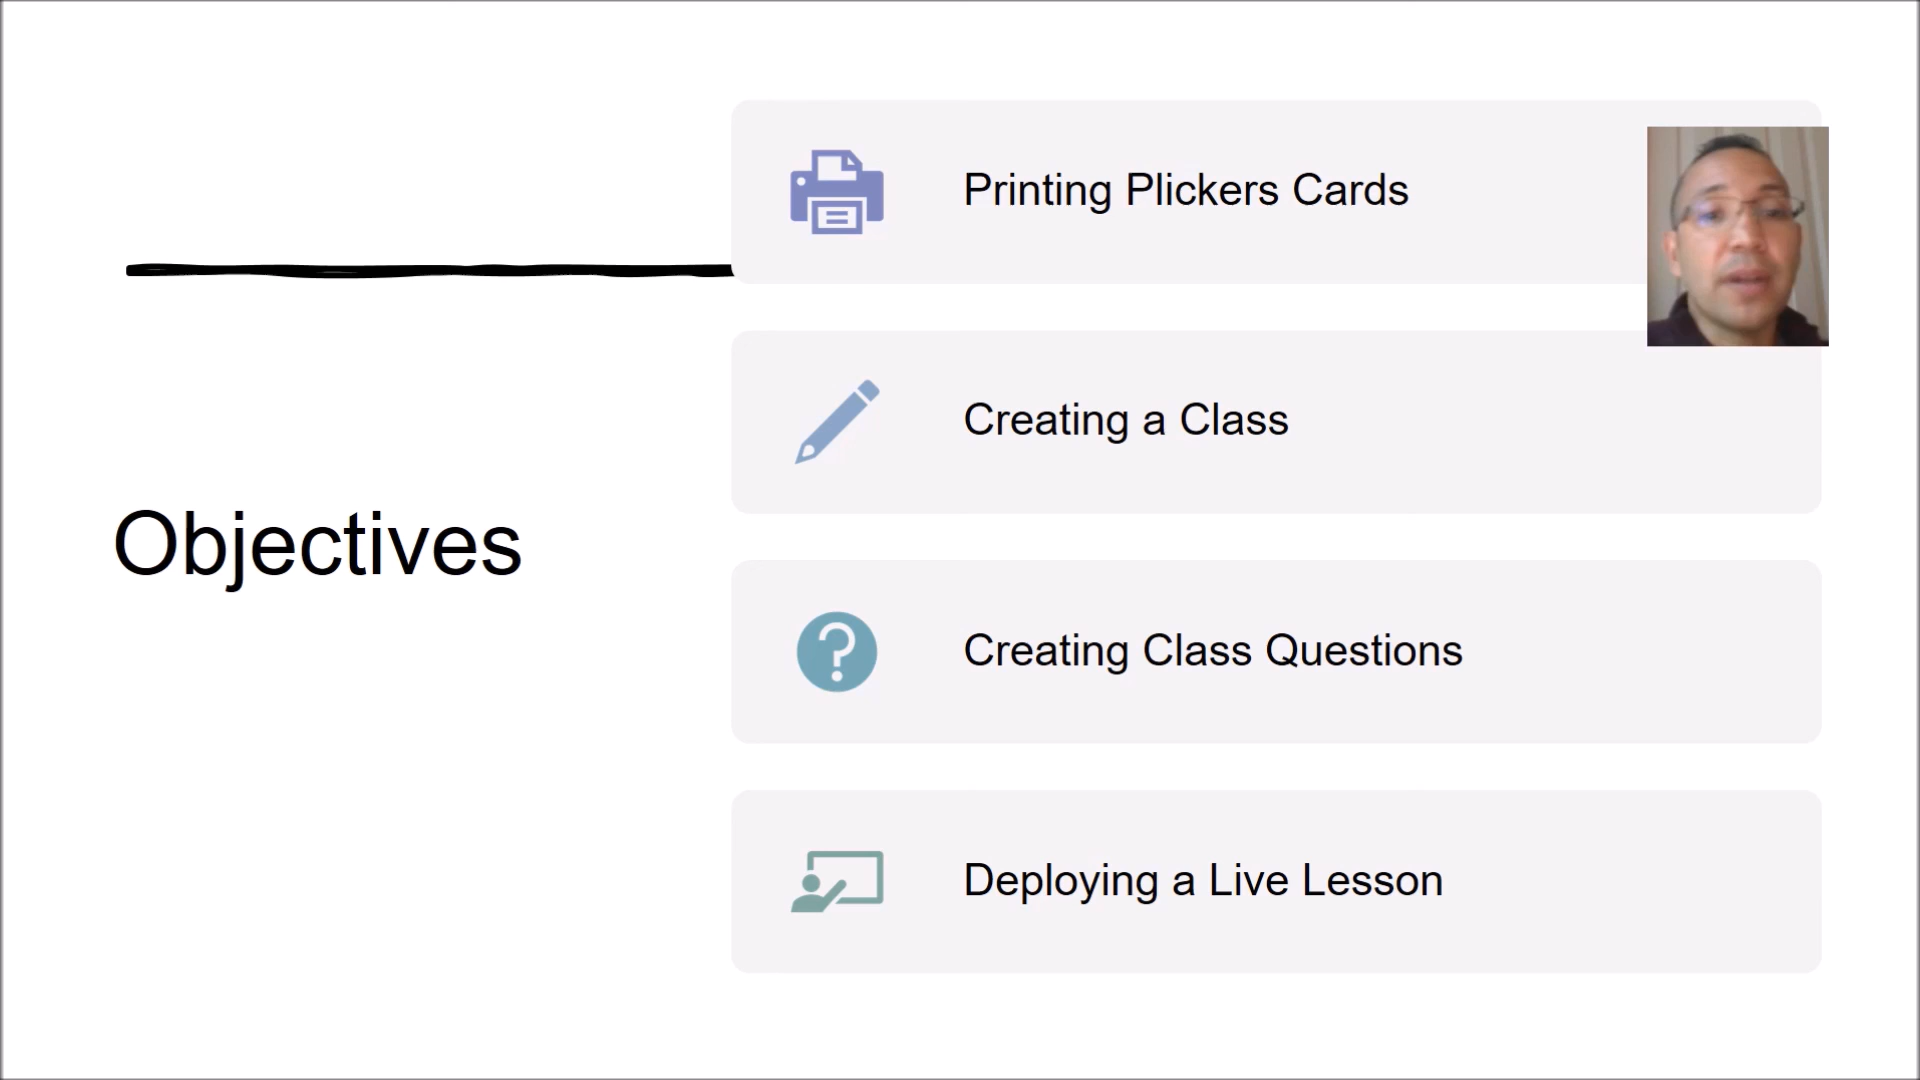 Objectives
Printing Plickers Cards
Creating a Class
Creating Class Questions
Deploying a Live Lesson